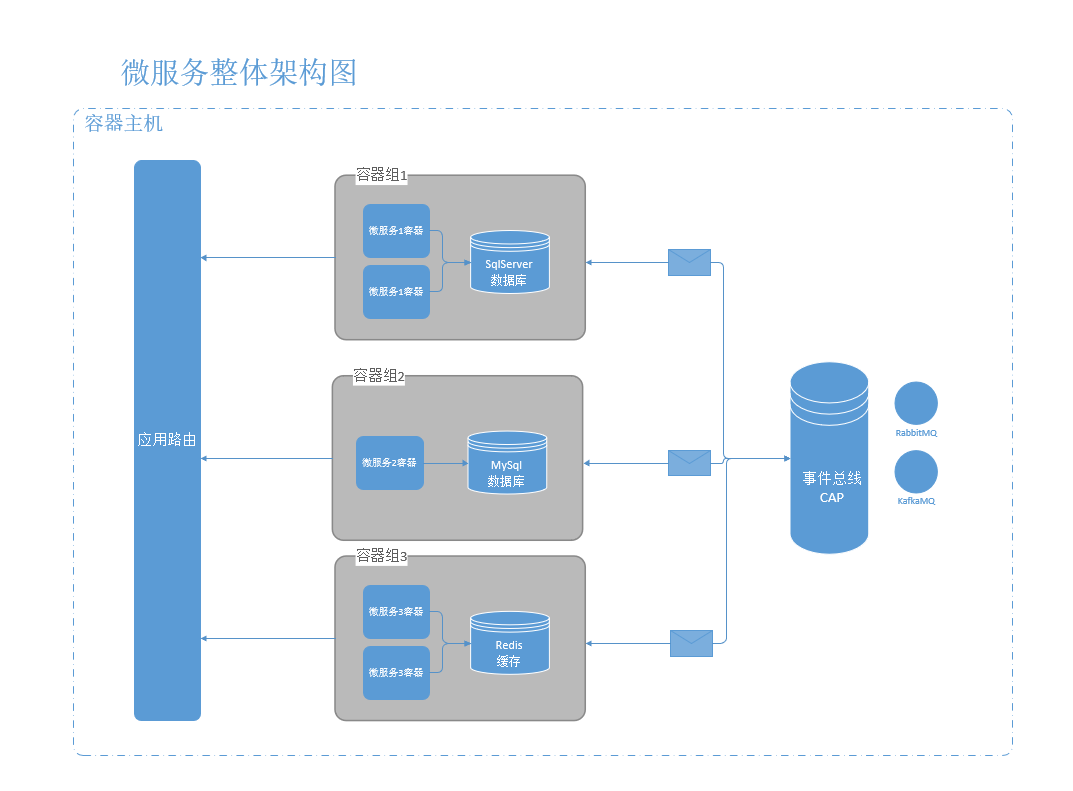 微服务整体架构图
容器主机
应用路由
容器组1
微服务1容器
微服务1容器
SqlServer
数据库
容器组2
微服务2容器
MySql
数据库
容器组3
微服务3容器
微服务3容器
Redis
缓存
事件总线
CAP
RabbitMQ
KafkaMQ